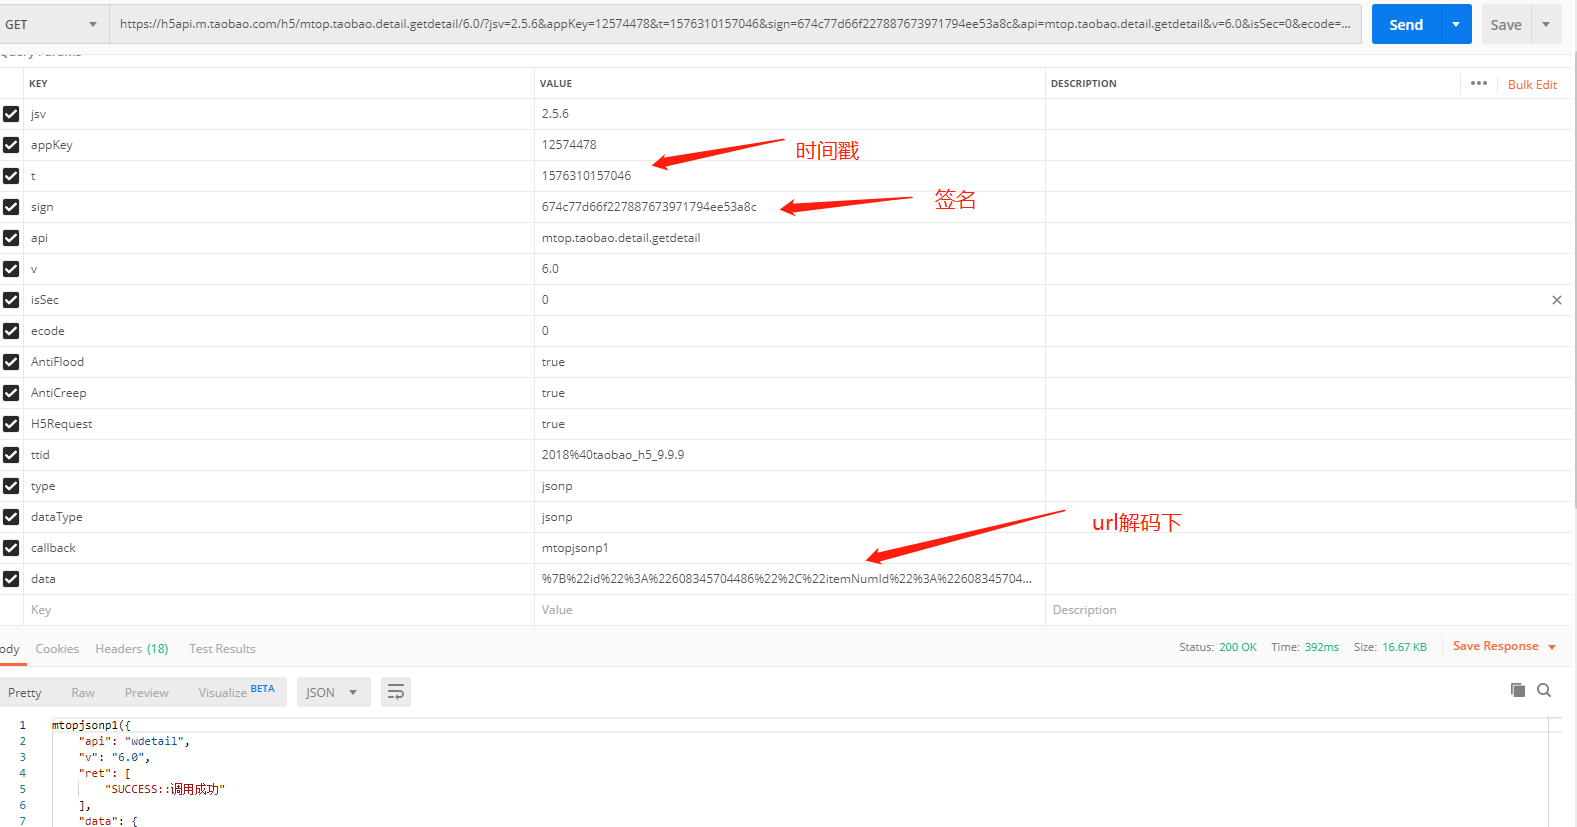 GET https://h5api.m.taobao.com/h5/mtop.taobao.detail.getdetail/6.0/?jsv=2.5.6&appKey=12574478&t=1576310157046&sign=674c77d66f227887673971794ee53a8c&api=mtop.taobao.detail.getdetail&v=6.0&isSec=0&ecode=... Send Save
Query Params
KEY VALUE DESCRIPTION ••• Bulk Edit
jsv 2.5.6
appKey 12574478
时间戳
t 1576310157046
sign 674c77d66f227887673971794ee53a8c
签名
api mtop.taobao.detail.getdetail
v 6.0
isSec 0
ecode 0
AntiFlood true
AntiCreep true
H5Request true
ttid 2018%40taobao_h5_9.9.9
type jsonp
dataType jsonp
url解码下
callback mtopjsonp1
data %7B%22id%22%3A%22608345704486%22%2C%22itemNumId%22%3A%22608345704...
Key Value Description
ody Cookies Headers (18) Test Results Status: 200 OK Time: 392ms Size: 16.67 KB Save Response
Pretty Raw Preview Visualize BETA JSON
1 mtopjsonp1({
2 "api": "wdetail",
3 "v": "6.0",
4 "ret": [
5 "SUCCESS::调用成功"
6 ],
7 "data": {